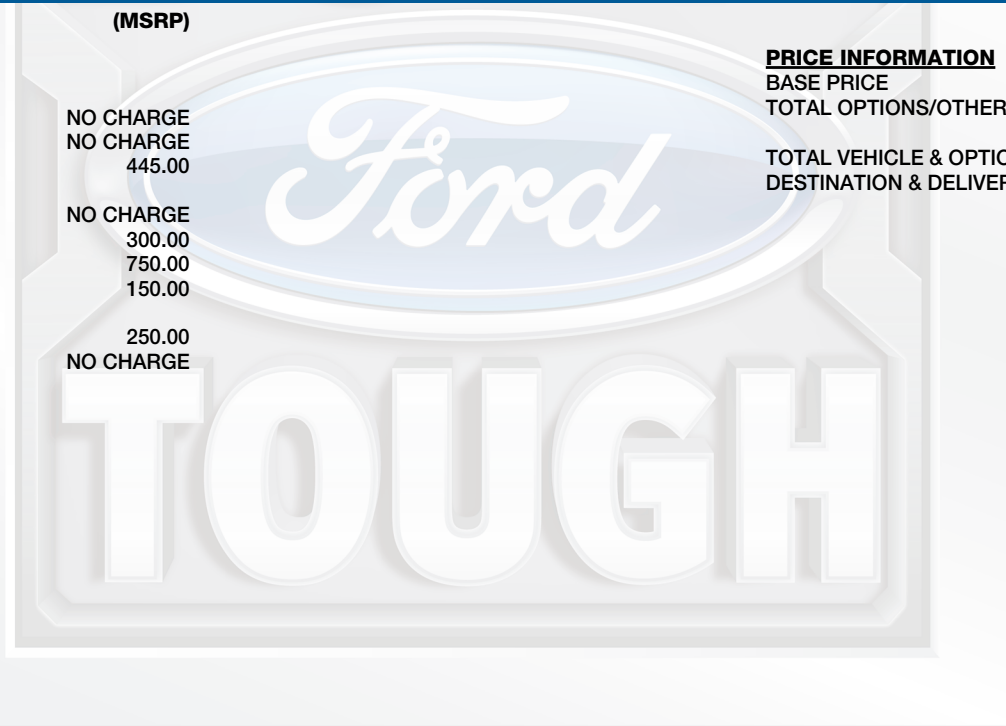 (MSRP)
NO CHARGE
NO CHARGE
445.00
NO CHARGE
300.00
750.00
150.00
250.00
NO CHARGE
PRICE INFORMATION
BASE PRICE
TOTAL OPTIONS/OTHER
TOTAL VEHICLE & OPTIO
DESTINATION & DELIVER
Ford
TOUGH